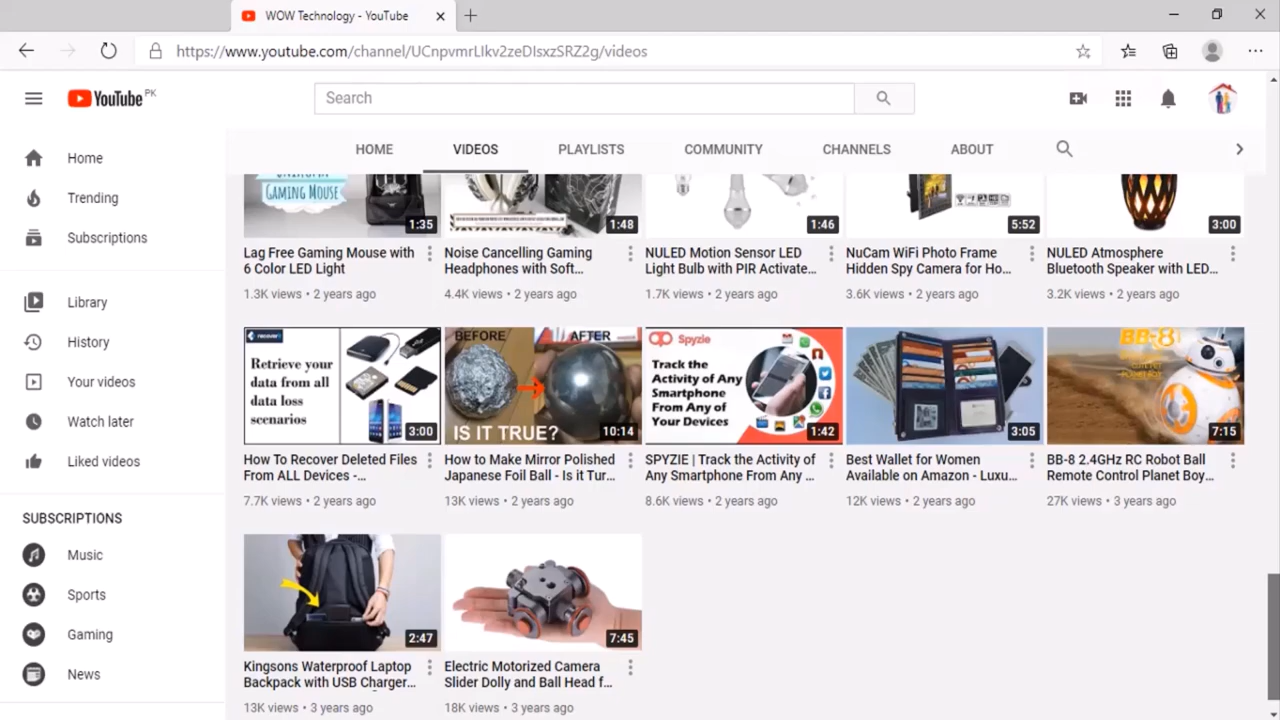 WOW Technology - YouTube
https://www.youtube.com/channel/UCnpvmrLIkv2zeDIsxzSRZ2g/videos
YouTube PK
Search
Home
Trending
Subscriptions
Library
History
Your videos
Watch later
Liked videos
SUBSCRIPTIONS
Music
Sports
Gaming
News
HOME VIDEOS PLAYLISTS COMMUNITY CHANNELS ABOUT
GAMING MOUSE
1:35
1:48
1:46
5:52
3:00
Lag Free Gaming Mouse with
6 Color LED Light
1.3K views • 2 years ago
Noise Cancelling Gaming
Headphones with Soft...
4.4K views • 2 years ago
NULED Motion Sensor LED
Light Bulb with PIR Activate...
1.7K views • 2 years ago
NuCam WiFi Photo Frame
Hidden Spy Camera for Ho...
3.6K views • 2 years ago
NULED Atmosphere
Bluetooth Speaker with LED...
3.2K views • 2 years ago
recover
Retrieve your
data from all
data loss
scenarios
3:00
BEFORE AFTER
IS IT TRUE?
10:14
Spyzie
Track the
Activity of Any
Smartphone
From Any of
Your Devices
1:42
3:05
BB-8
7:15
How To Recover Deleted Files
From ALL Devices -...
7.7K views • 2 years ago
How to Make Mirror Polished
Japanese Foil Ball - Is it Tur...
13K views • 2 years ago
SPYZIE | Track the Activity of
Any Smartphone From Any ...
8.6K views • 2 years ago
Best Wallet for Women
Available on Amazon - Luxu...
12K views • 2 years ago
BB-8 2.4GHz RC Robot Ball
Remote Control Planet Boy...
27K views • 3 years ago
2:47
7:45
Kingsons Waterproof Laptop
Backpack with USB Charger...
13K views • 3 years ago
Electric Motorized Camera
Slider Dolly and Ball Head f...
18K views • 3 years ago